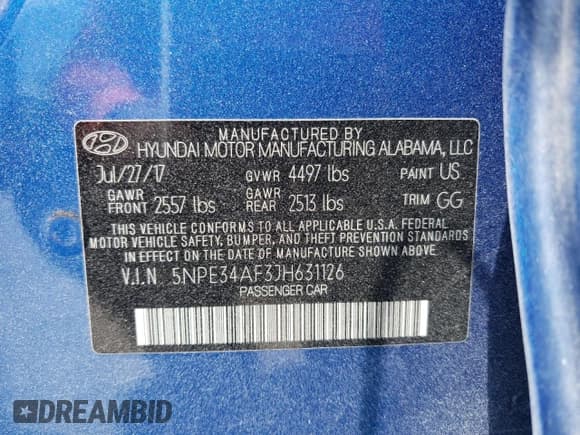 MANUFACTURED BY
HYUNDAI MOTOR MANUFACTURING ALABAMA, LLC
Jul/27/17 GVWR 4497 lbs PAINT US
GAWR FRONT 2557 lbs GAWR REAR 2513 lbs TRIM GG
THIS VEHICLE CONFORMS TO ALL APPLICABLE U.S.A. FEDERAL
MOTOR VEHICLE SAFETY, BUMPER, AND THEFT PREVENTION STANDARDS
IN EFFECT ON THE DATE OF MANUFACTURE SHOWN ABOVE
V.I.N 5NPE34AF3JH631126
PASSENGER CAR
DREAMBID